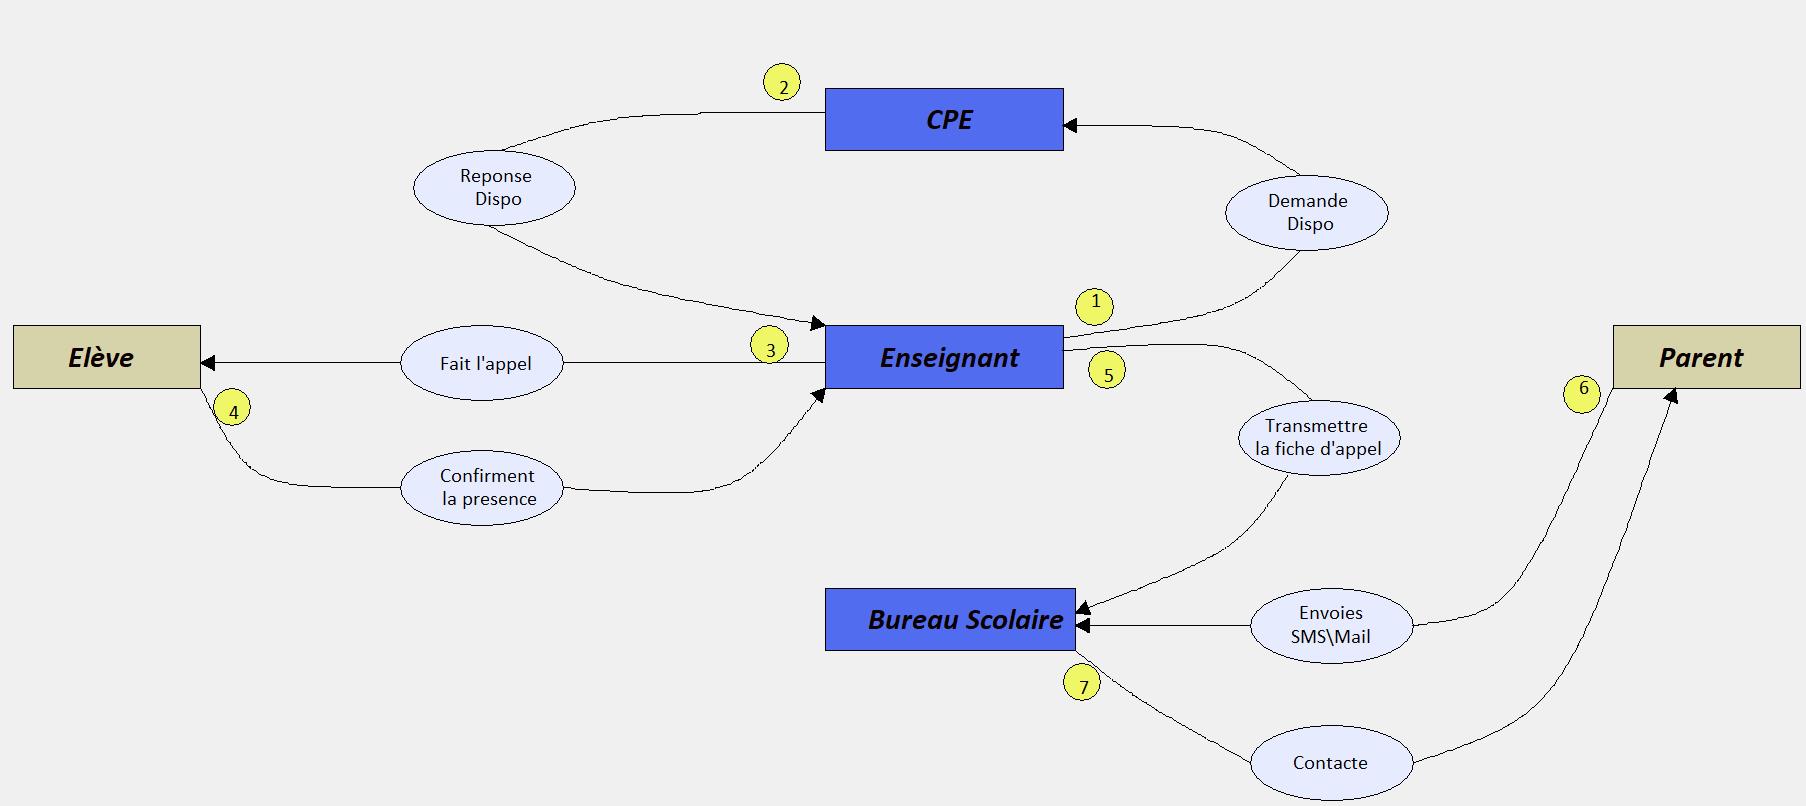 2
CPE
Reponse
Dispo
Demande
Dispo
1
Elève
Fait l'appel
3
Enseignant
5
Parent
6
4
Transmettre
la fiche d'appel
Confirment
la presence
Bureau Scolaire
Envoies
SMS\Mail
7
Contacte